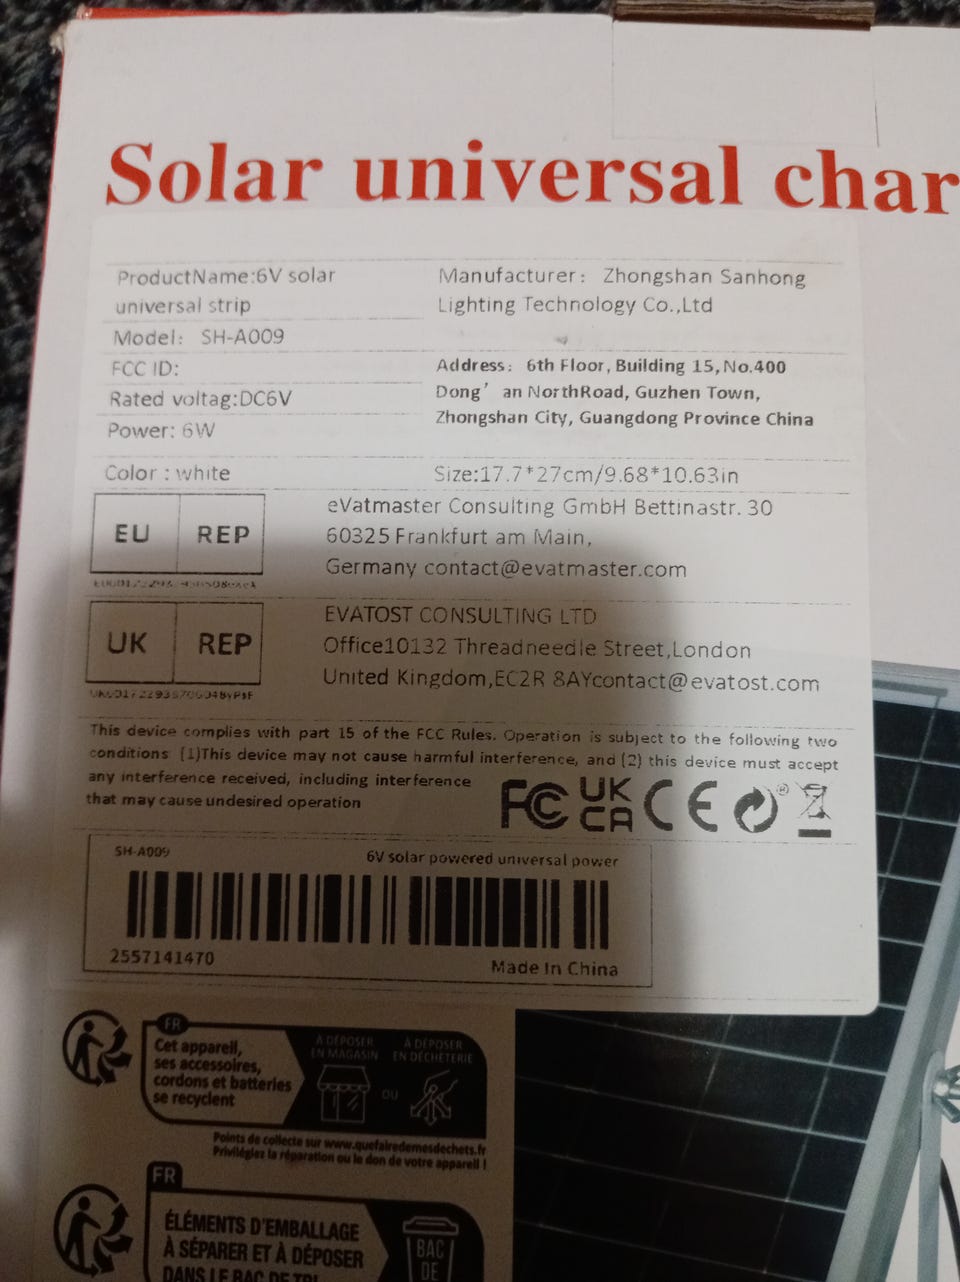 Solar universal char
ProductName:6V solar
universal strip
Model: SH-A009
FCC ID:
Rated voltag:DC6V
Power: 6W
Manufacturer: Zhongshan Sanhong
Lighting Technology Co.,Ltd
Address: 6th Floor, Building 15, No.400
Dong' an NorthRoad, Guzhen Town,
Zhongshan City, Guangdong Province China
Color : white
Size:17.7*27cm/9.68*10.63in
EU REP
eVatmaster Consulting GmbH Bettinastr. 30
60325 Frankfurt am Main,
Germany contact@evatmaster.com
UK REP
EVATOST CONSULTING LTD
Office10132 Threadneedle Street,London
United Kingdom,EC2R 8AYcontact@evatost.com
This device complies with part 15 of the FCC Rules. Operation is subject to the following two
conditions (1)This device may not cause harmful interference, and (2) this device must accept
any interference received, including interference
that may cause undesired operation
FC UK CA CE ®
SH-A009
6V solar powered universal power
2557141470
Made In China
FR
Cet appareil,
ses accessoires,
cordons et batteries
se recyclent
À DÉPOSER
EN MAGASIN
OU
À DÉPOSER
EN DÉCHÈTERIE
Points de collecte sur www.quefairedemesdechets.fr
Privilégiez la réparation ou le don de votre appareil !
FR
ÉLÉMENTS D'EMBALLAGE
À SÉPARER ET À DÉPOSER
DANS LE BAC DE TRI
BAC
DE